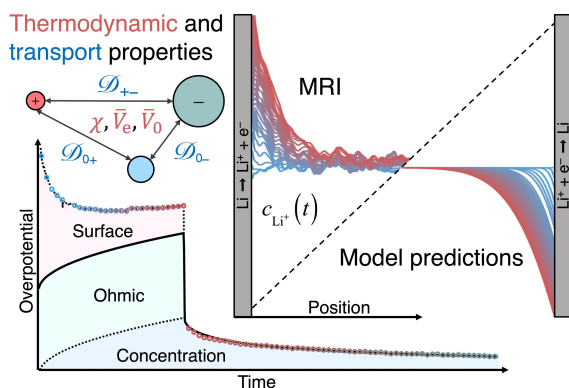 Thermodynamic and
transport properties
𝒟+−
+
−
χ, V̄e, V̄0
𝒟0+
𝒟0−
MRI
Li → Li⁺ + e⁻
Li⁺ + e⁻ → Li
cLi⁺(t)
Model predictions
Position
Overpotential
Surface
Ohmic
Concentration
Time